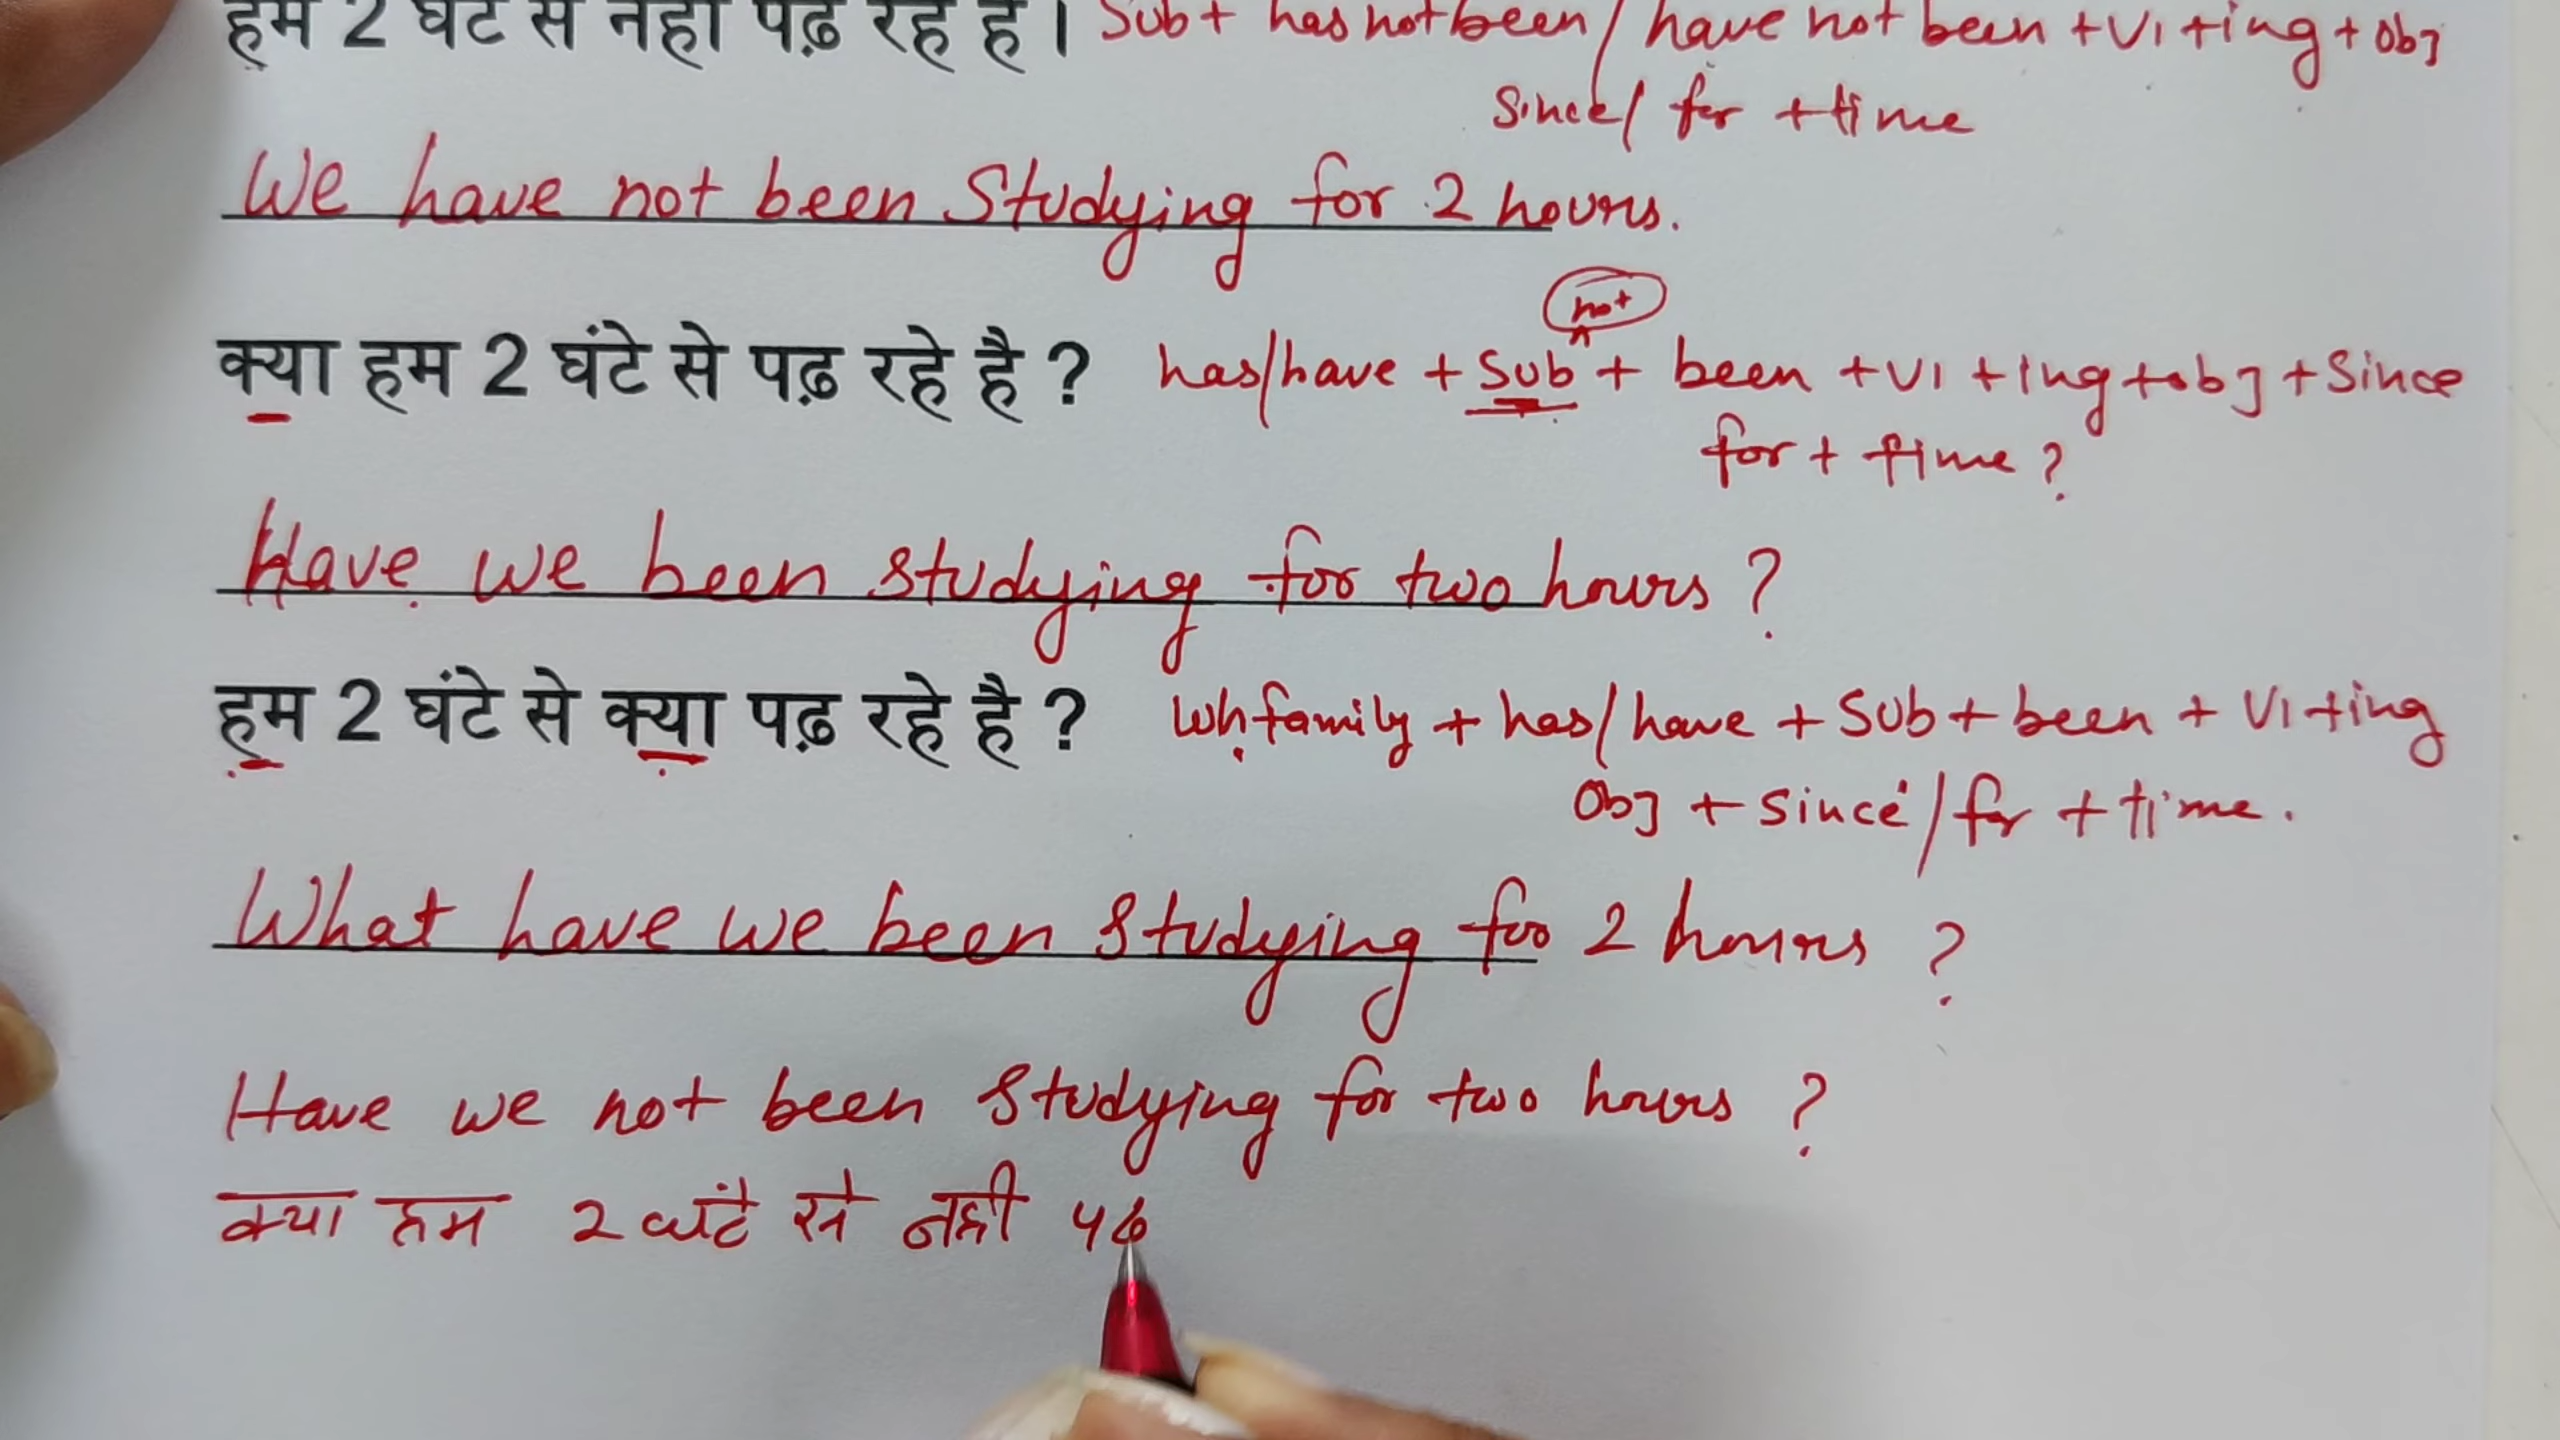 हम 2 घंटे से नहीं पढ़ रहे है। Sub + has not been / have not been + V1 + ing + obj
since / for + time
We have not been Studying for 2 hours.
not
क्या हम 2 घंटे से पढ़ रहे है ? has/have + Sub + been + V1 + ing + obj + Since
for + time ?
Have we been studying for two hours ?
हम 2 घंटे से क्या पढ़ रहे है ? Wh family + has/have + Sub + been + V1 + ing
Obj + since / for + time.
What have we been studying for 2 hours ?
Have we not been studying for two hours ?
क्या हम 2 घंटे से नही पढ